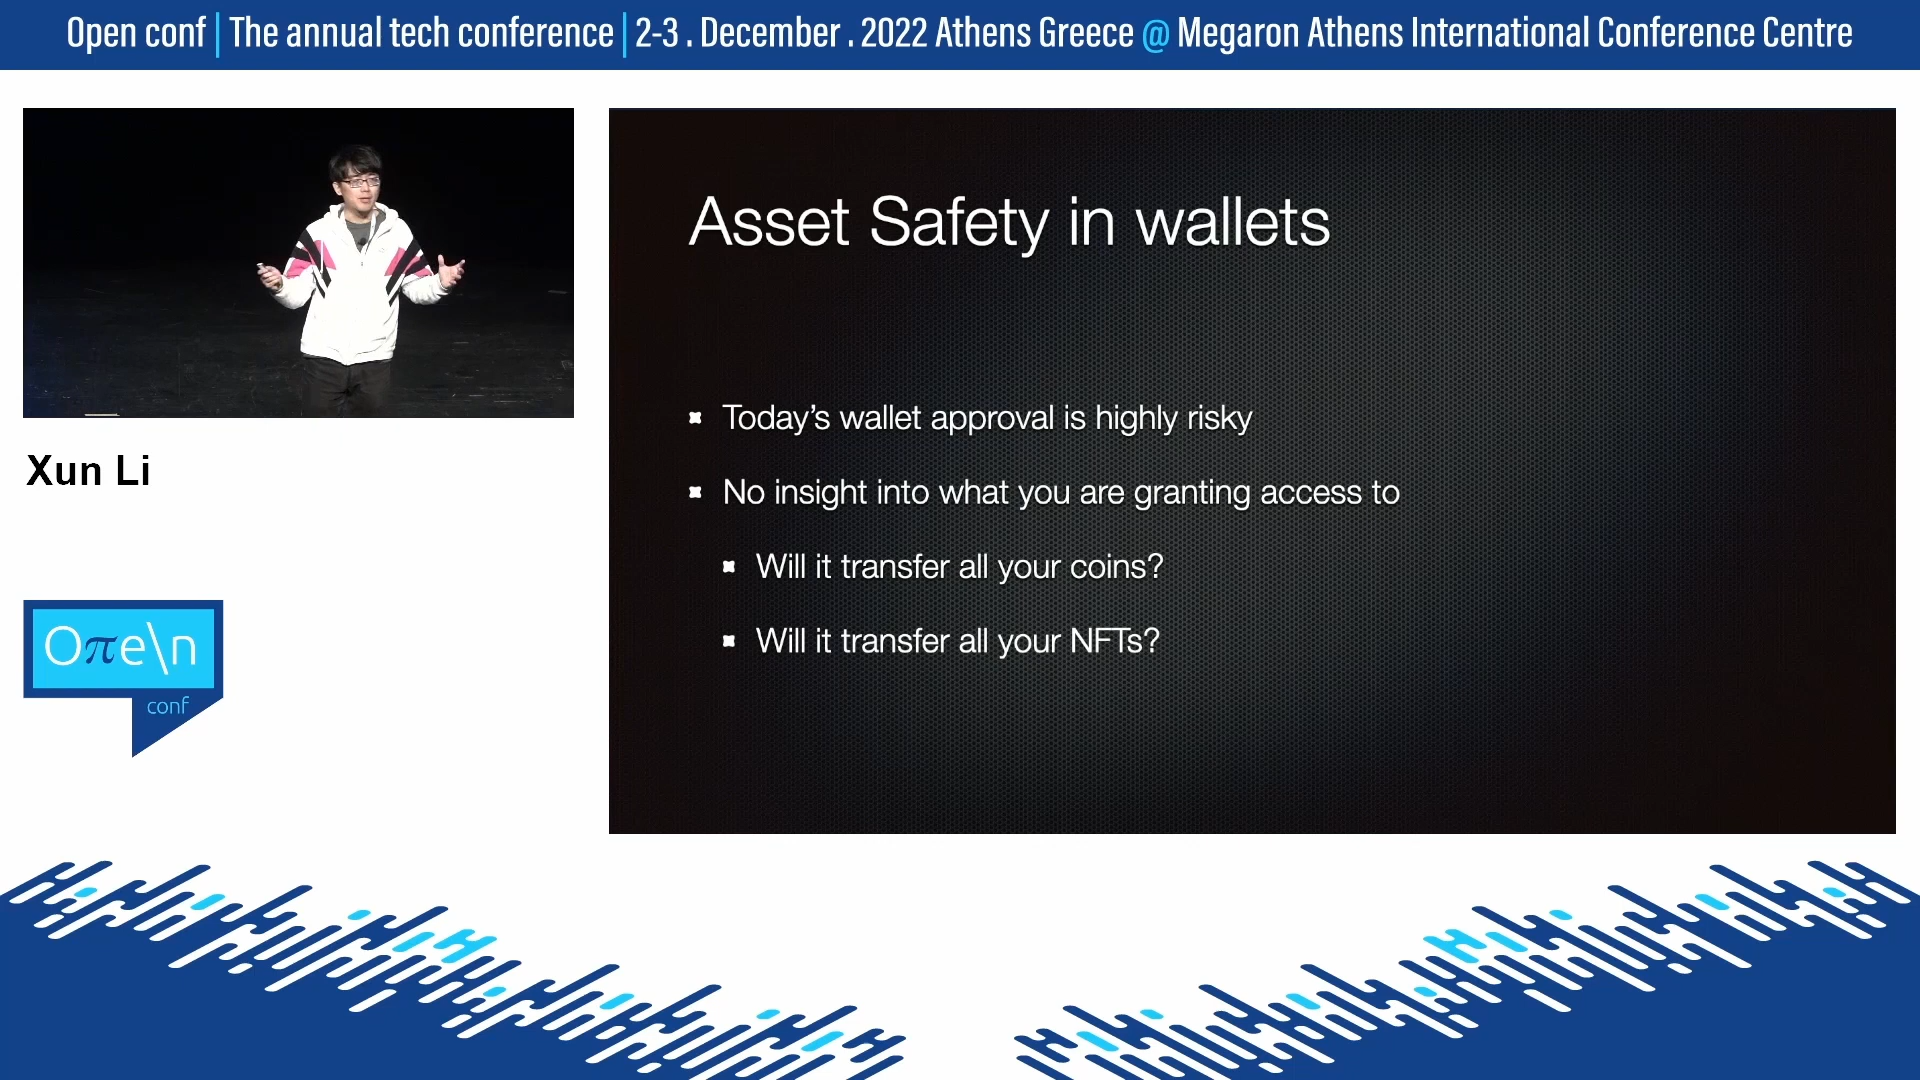 Open conf | The annual tech conference | 2-3 . December . 2022 Athens Greece @ Megaron Athens International Conference Centre
Xun Li
Oπe\n
conf
Asset Safety in wallets
Today's wallet approval is highly risky
No insight into what you are granting access to
Will it transfer all your coins?
Will it transfer all your NFTs?